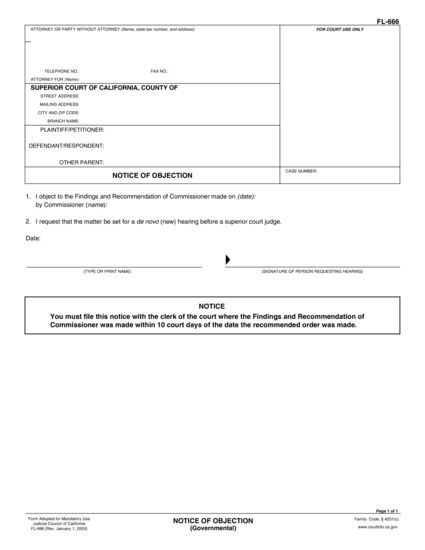 FL-666
ATTORNEY OR PARTY WITHOUT ATTORNEY (Name, state bar number, and address):
FOR COURT USE ONLY
TELEPHONE NO.: FAX NO.:
ATTORNEY FOR (Name):
SUPERIOR COURT OF CALIFORNIA, COUNTY OF
STREET ADDRESS:
MAILING ADDRESS:
CITY AND ZIP CODE:
BRANCH NAME:
PLAINTIFF/PETITIONER:
DEFENDANT/RESPONDENT:
OTHER PARENT:
NOTICE OF OBJECTION
CASE NUMBER:
1. I object to the Findings and Recommendation of Commissioner made on (date):
by Commissioner (name):
2. I request that the matter be set for a de novo (new) hearing before a superior court judge.
Date:
(TYPE OR PRINT NAME) (SIGNATURE OF PERSON REQUESTING HEARING)
NOTICE
You must file this notice with the clerk of the court where the Findings and Recommendation of
Commissioner was made within 10 court days of the date the recommended order was made.
Page 1 of 1
Form Adopted for Mandatory Use
Judicial Council of California
FL-666 [Rev. January 1, 2003]
NOTICE OF OBJECTION
(Governmental)
Family Code, § 4251(c)
www.courtinfo.ca.gov